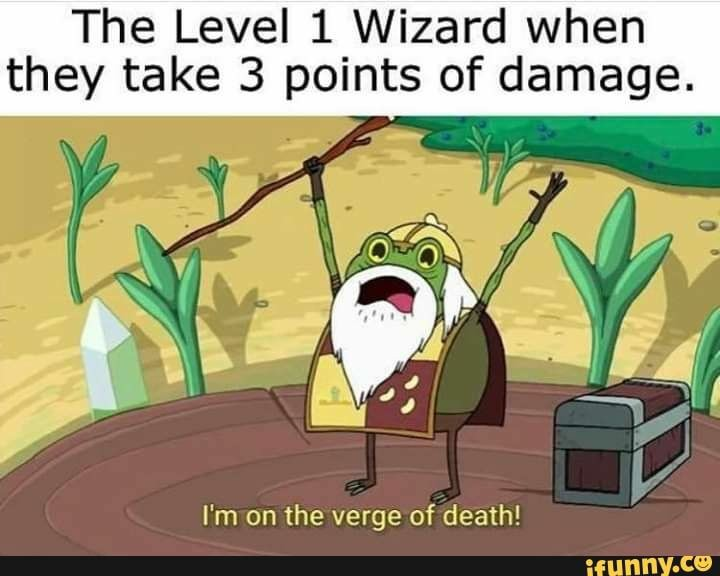 The Level 1 Wizard when
they take 3 points of damage.
I'm on the verge of death!
ifunny.co